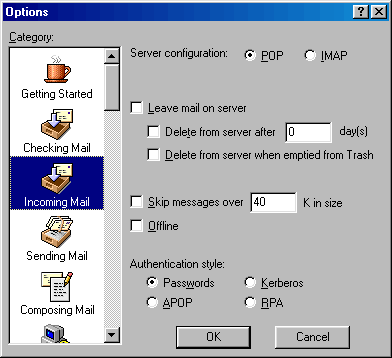 Options
Category:
Getting Started
Checking Mail
Incoming Mail
Sending Mail
Composing Mail
Server configuration: POP IMAP
Leave mail on server
Delete from server after 0 day(s)
Delete from server when emptied from Trash
Skip messages over 40 K in size
Offline
Authentication style:
Passwords Kerberos
APOP RPA
OK Cancel